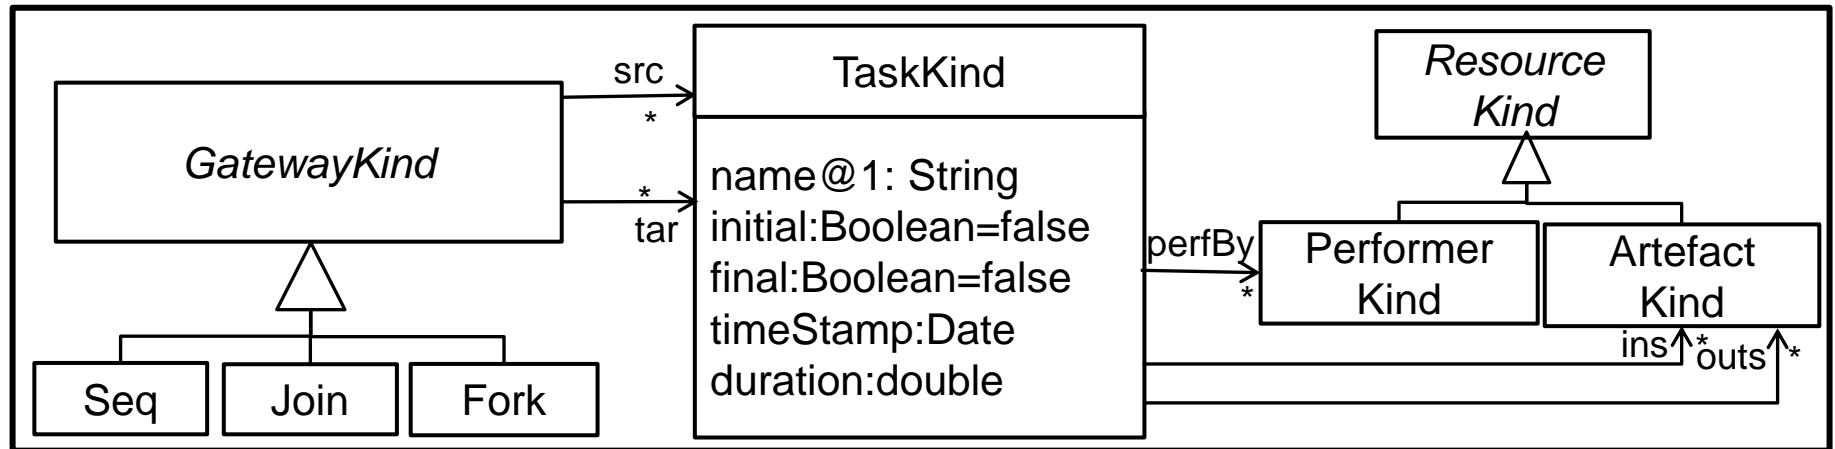 GatewayKind
src
*
*
tar
Seq
Join
Fork
TaskKind
name@1: String
initial:Boolean=false
final:Boolean=false
timeStamp:Date
duration:double
perfBy
*
Resource
Kind
Performer
Kind
Artefact
Kind
ins
*
outs
*